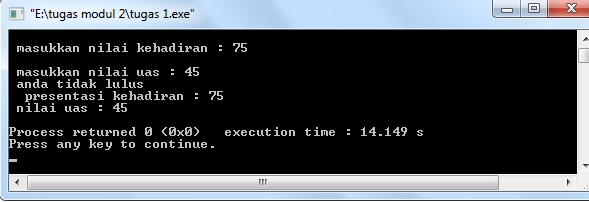 "E:\tugas modul 2\tugas 1.exe"
masukkan nilai kehadiran : 75
masukkan nilai uas : 45
anda tidak lulus
presentasi kehadiran : 75
nilai uas : 45
Process returned 0 (0x0)   execution time : 14.149 s
Press any key to continue.